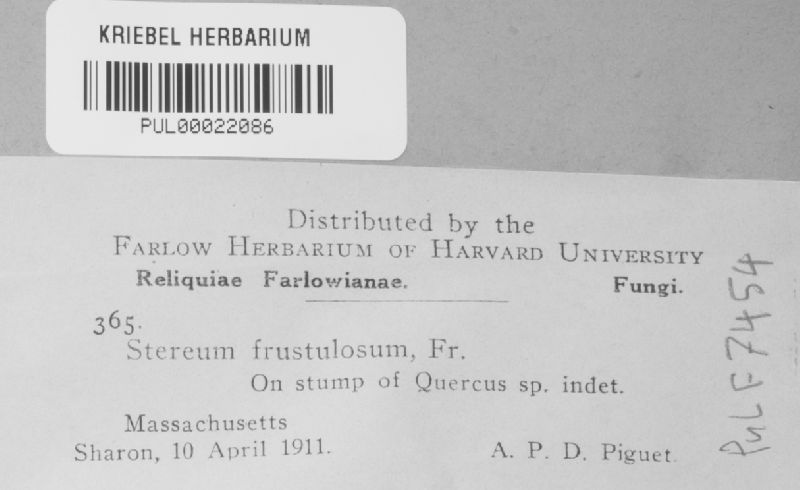 KRIEBEL HERBARIUM
PUL00022086
Distributed by the
FARLOW HERBARIUM OF HARVARD UNIVERSITY
Reliquiae Farlowianae. Fungi.
365.
Stereum frustulosum, Fr.
On stump of Quercus sp. indet.
Massachusetts
Sharon, 10 April 1911. A. P. D. Piguet.
PUL F7454